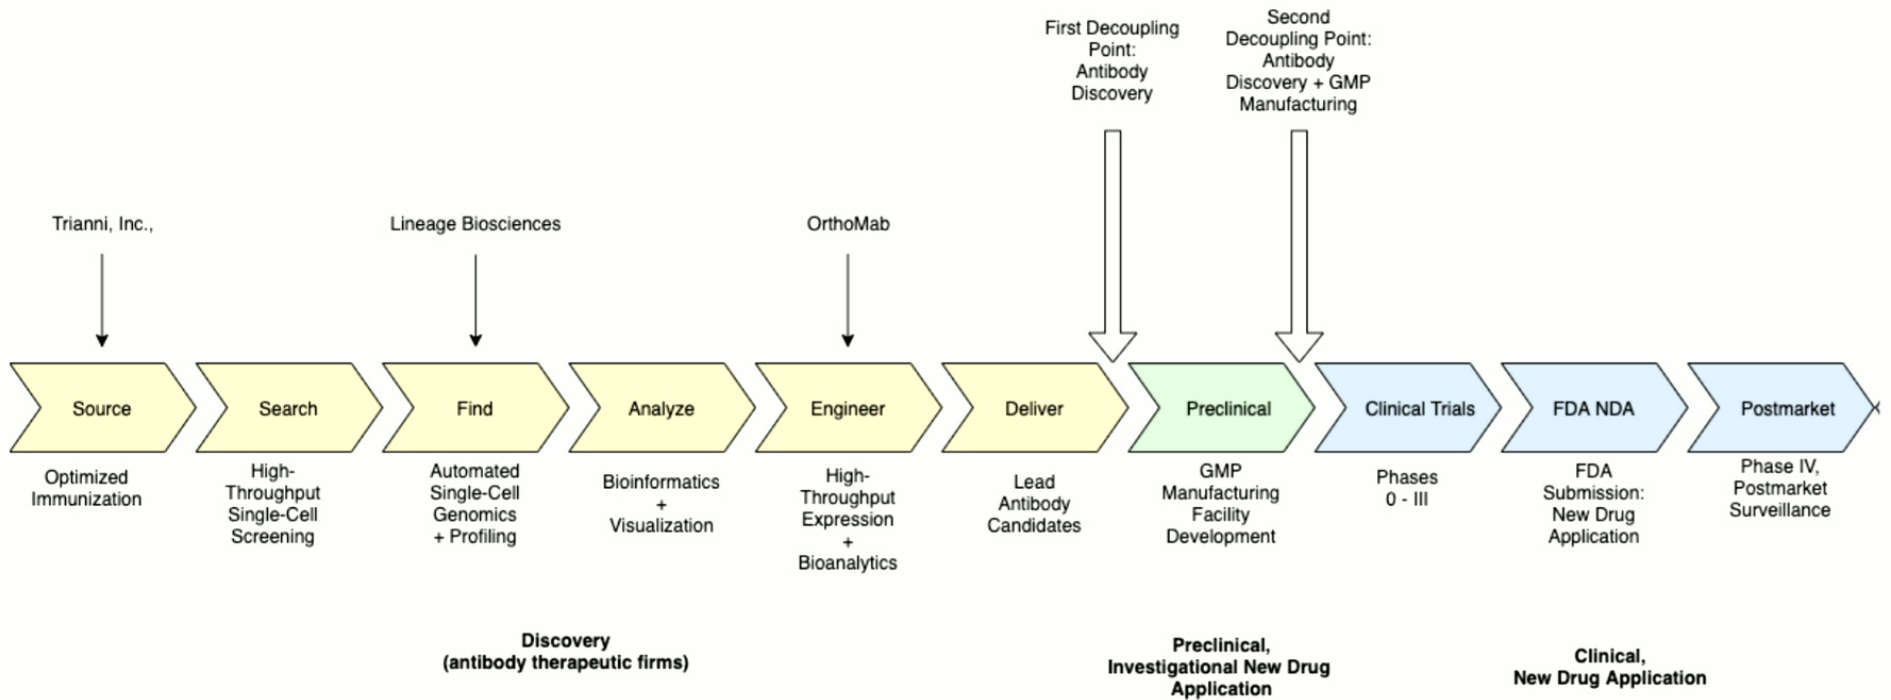 First Decoupling
Point:
Antibody
Discovery
Second
Decoupling Point:
Antibody
Discovery + GMP
Manufacturing
Trianni, Inc.,
Lineage Biosciences
OrthoMab
Source
Search
Find
Analyze
Engineer
Deliver
Preclinical
Clinical Trials
FDA NDA
Postmarket
Optimized
Immunization
High-
Throughput
Single-Cell
Screening
Automated
Single-Cell
Genomics
+ Profiling
Bioinformatics
+
Visualization
High-
Throughput
Expression
+
Bioanalytics
Lead
Antibody
Candidates
GMP
Manufacturing
Facility
Development
Phases
0 - III
FDA
Submission:
New Drug
Application
Phase IV,
Postmarket
Surveillance
Discovery
(antibody therapeutic firms)
Preclinical,
Investigational New Drug
Application
Clinical,
New Drug Application